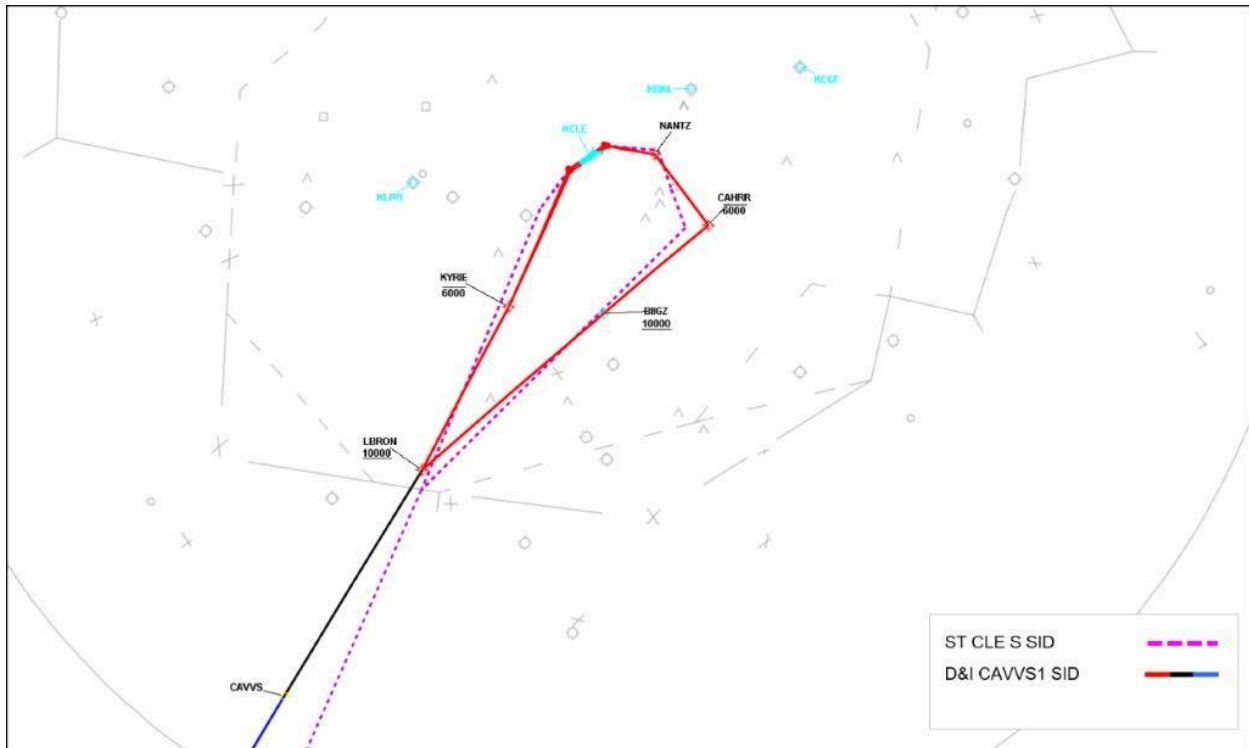 KCGF
KBKL
NANTZ
KCLE
KLPR
CAHRR
6000
KYRIE
6000
BIIGZ
10000
LBRON
10000
CAVVS
ST CLE S SID
D&I CAVVS1 SID